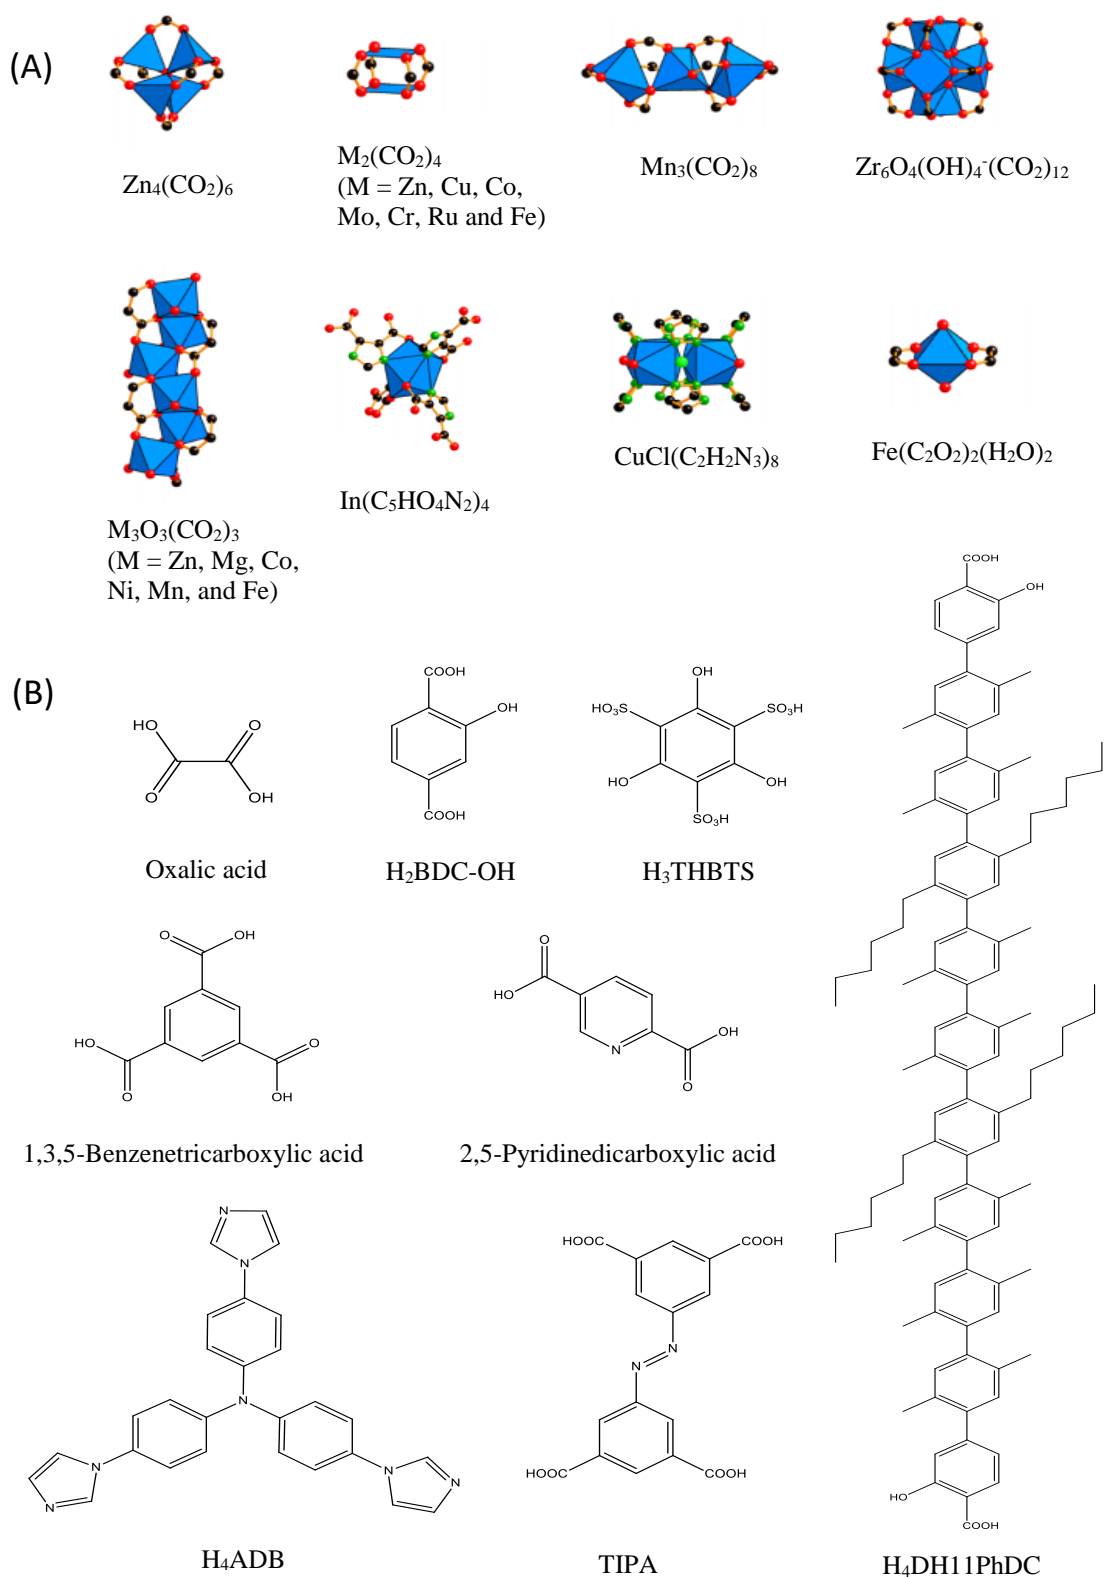 (A)
Zn₄(CO₂)₆
M₂(CO₂)₄
(M = Zn, Cu, Co,
Mo, Cr, Ru and Fe)
Mn₃(CO₂)₈
Zr₆O₄(OH)₄⁻(CO₂)₁₂
M₃O₃(CO₂)₃
(M = Zn, Mg, Co,
Ni, Mn, and Fe)
In(C₅HO₄N₂)₄
CuCl(C₂H₂N₃)₈
Fe(C₂O₂)₂(H₂O)₂
(B)
HO O
O OH
Oxalic acid
COOH
OH
COOH
H₂BDC-OH
OH
HO₃S SO₃H
HO OH
SO₃H
H₃THBTS
O OH
HO O
O OH
1,3,5-Benzenetricarboxylic acid
O
HO
N
OH
O
2,5-Pyridinedicarboxylic acid
N
N
N
N N
N N
H₄ADB
HOOC COOH
N
N
HOOC COOH
TIPA
COOH
OH
HO
COOH
H₄DH11PhDC